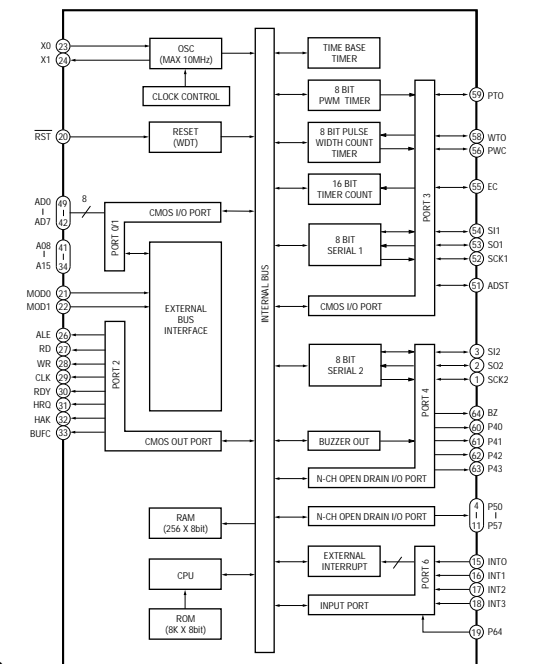 X0 23
X1 24
OSC
(MAX 10MHz)
CLOCK CONTROL
RST 20
RESET
(WDT)
AD0 49
AD7 42
8
CMOS I/O PORT
PORT 0/1
A08 41
A15 34
MOD0 21
MOD1 22
EXTERNAL
BUS
INTERFACE
ALE 26
RD 27
WR 28
CLK 29
RDY 30
HRQ 31
HAK 32
BUFC 33
PORT 2
CMOS OUT PORT
RAM
(256 X 8bit)
CPU
ROM
(8K X 8bit)
INTERNAL BUS
TIME BASE
TIMER
8 BIT
PWM TIMER
8 BIT PULSE
WIDTH COUNT
TIMER
16 BIT
TIMER COUNT
8 BIT
SERIAL 1
CMOS I/O PORT
PORT 3
59 PTO
58 WTO
56 PWC
55 EC
54 SI1
53 SO1
52 SCK1
51 ADST
8 BIT
SERIAL 2
PORT 4
3 SI2
2 SO2
1 SCK2
BUZZER OUT
64 BZ
60 P40
61 P41
62 P42
63 P43
N-CH OPEN DRAIN I/O PORT
N-CH OPEN DRAIN I/O PORT
4 P50
11 P57
EXTERNAL
INTERRUPT
PORT 6
INPUT PORT
15 INTO
16 INT1
17 INT2
18 INT3
19 P64